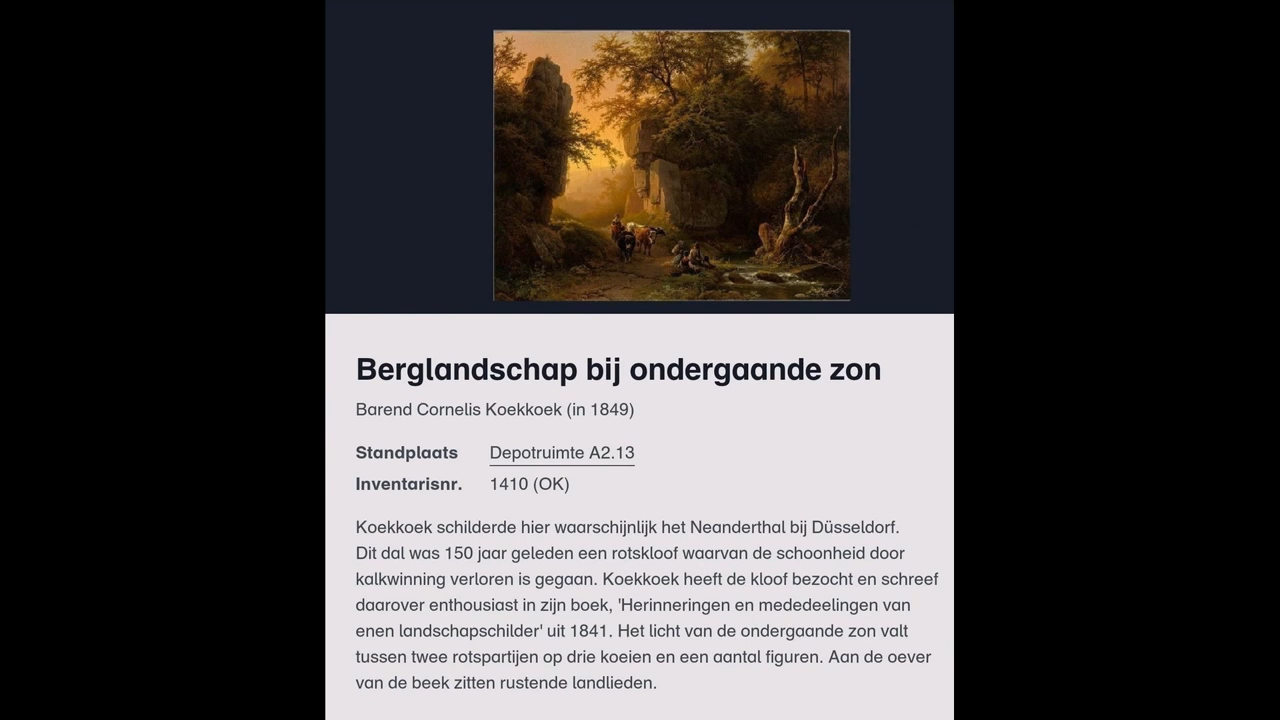 Berglandschap bij ondergaande zon
Barend Cornelis Koekkoek (in 1849)
Standplaats Depotruimte A2.13
Inventarisnr. 1410 (OK)
Koekkoek schilderde hier waarschijnlijk het Neanderthal bij Düsseldorf.
Dit dal was 150 jaar geleden een rotskloof waarvan de schoonheid door
kalkwinning verloren is gegaan. Koekkoek heeft de kloof bezocht en schreef
daarover enthousiast in zijn boek, 'Herinneringen en mededeelingen van
enen landschapschilder' uit 1841. Het licht van de ondergaande zon valt
tussen twee rotspartijen op drie koeien en een aantal figuren. Aan de oever
van de beek zitten rustende landlieden.